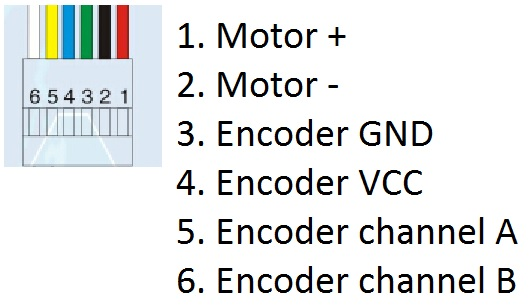 654321
1. Motor +
2. Motor -
3. Encoder GND
4. Encoder VCC
5. Encoder channel A
6. Encoder channel B